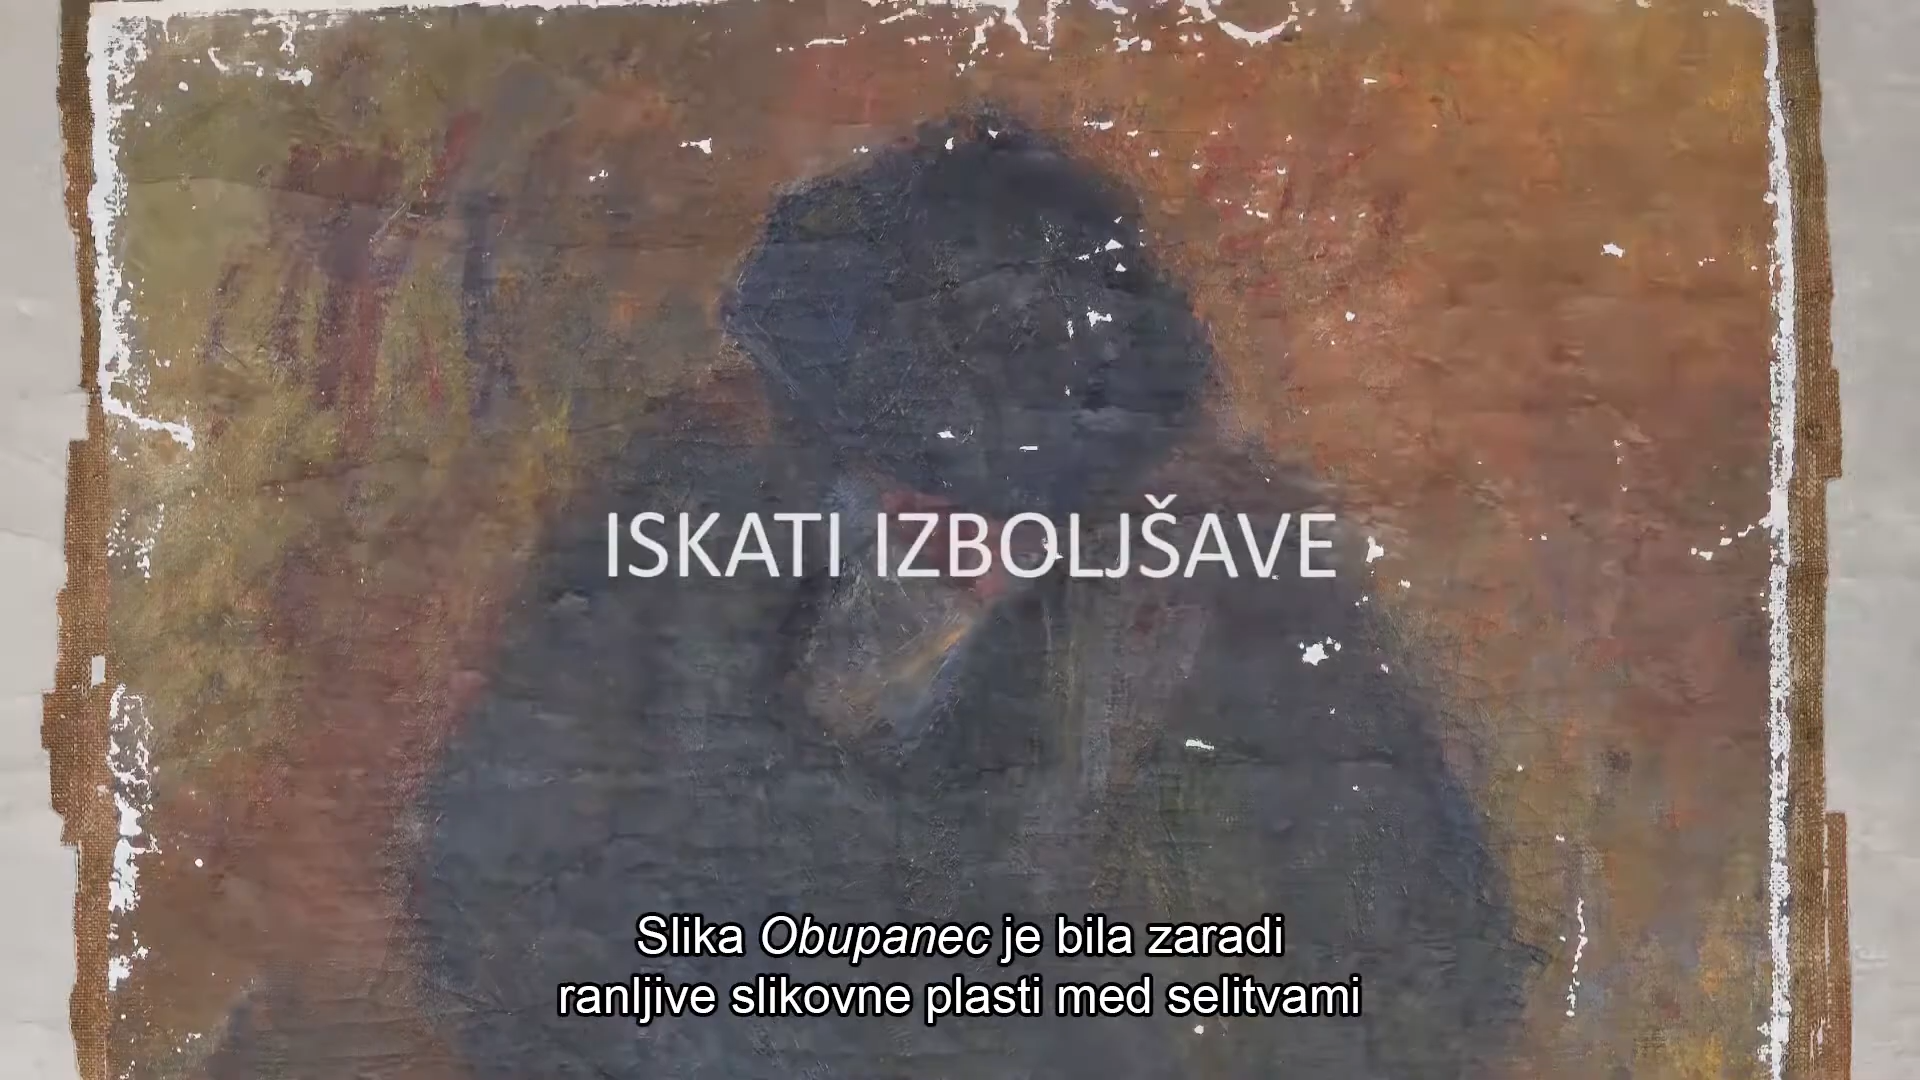 ISKATI IZBOLJŠAVE
Slika Obupanec je bila zaradi
ranljive slikovne plasti med selitvami